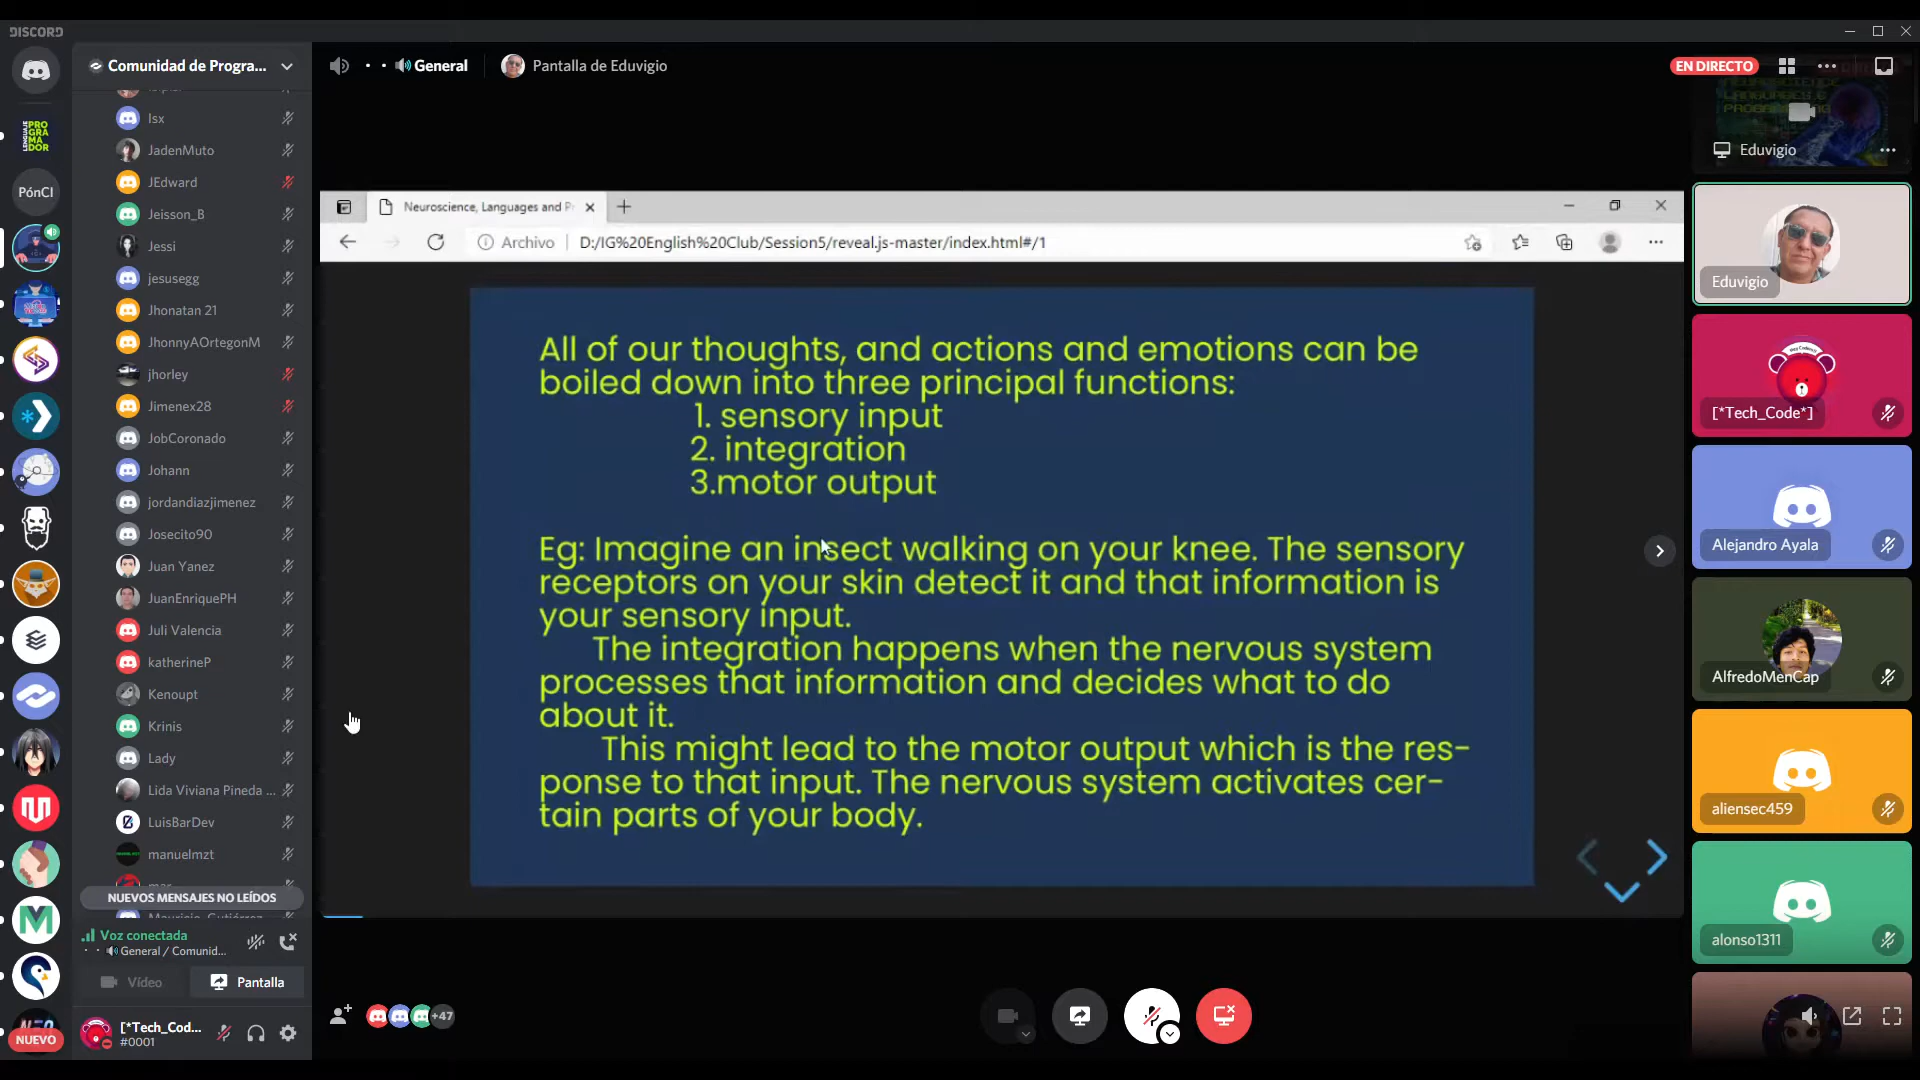 DISCORD
Comunidad de Progra...
General
Pantalla de Eduvigio
EN DIRECTO
PROGRAMADOR
PónCl
Isx
JadenMuto
JEdward
Jeisson_B
Jessi
jesusegg
Jhonatan 21
JhonnyAOrtegonM
jhorley
Jimenex28
JobCoronado
Johann
jordandiazjimenez
Josecito90
Juan Yanez
JuanEnriquePH
Juli Valencia
katherineP
Kenoupt
Krinis
Lady
Lida Viviana Pineda ...
LuisBarDev
manuelmzt
NUEVOS MENSAJES NO LEÍDOS
Voz conectada
General / Comunid...
Vídeo
Pantalla
[*Tech_Cod...
#0001
NUEVO
Neuroscience, Languages and P
Archivo
D:/IG%20English%20Club/Session5/reveal.js-master/index.html#/1
All of our thoughts, and actions and emotions can be
boiled down into three principal functions:
1. sensory input
2. integration
3.motor output
Eg: Imagine an insect walking on your knee. The sensory
receptors on your skin detect it and that information is
your sensory input.
The integration happens when the nervous system
processes that information and decides what to do
about it.
This might lead to the motor output which is the res-
ponse to that input. The nervous system activates cer-
tain parts of your body.
+47
Eduvigio
Eduvigio
[*Tech_Code*]
Alejandro Ayala
AlfredoMenCap
aliensec459
alonso1311